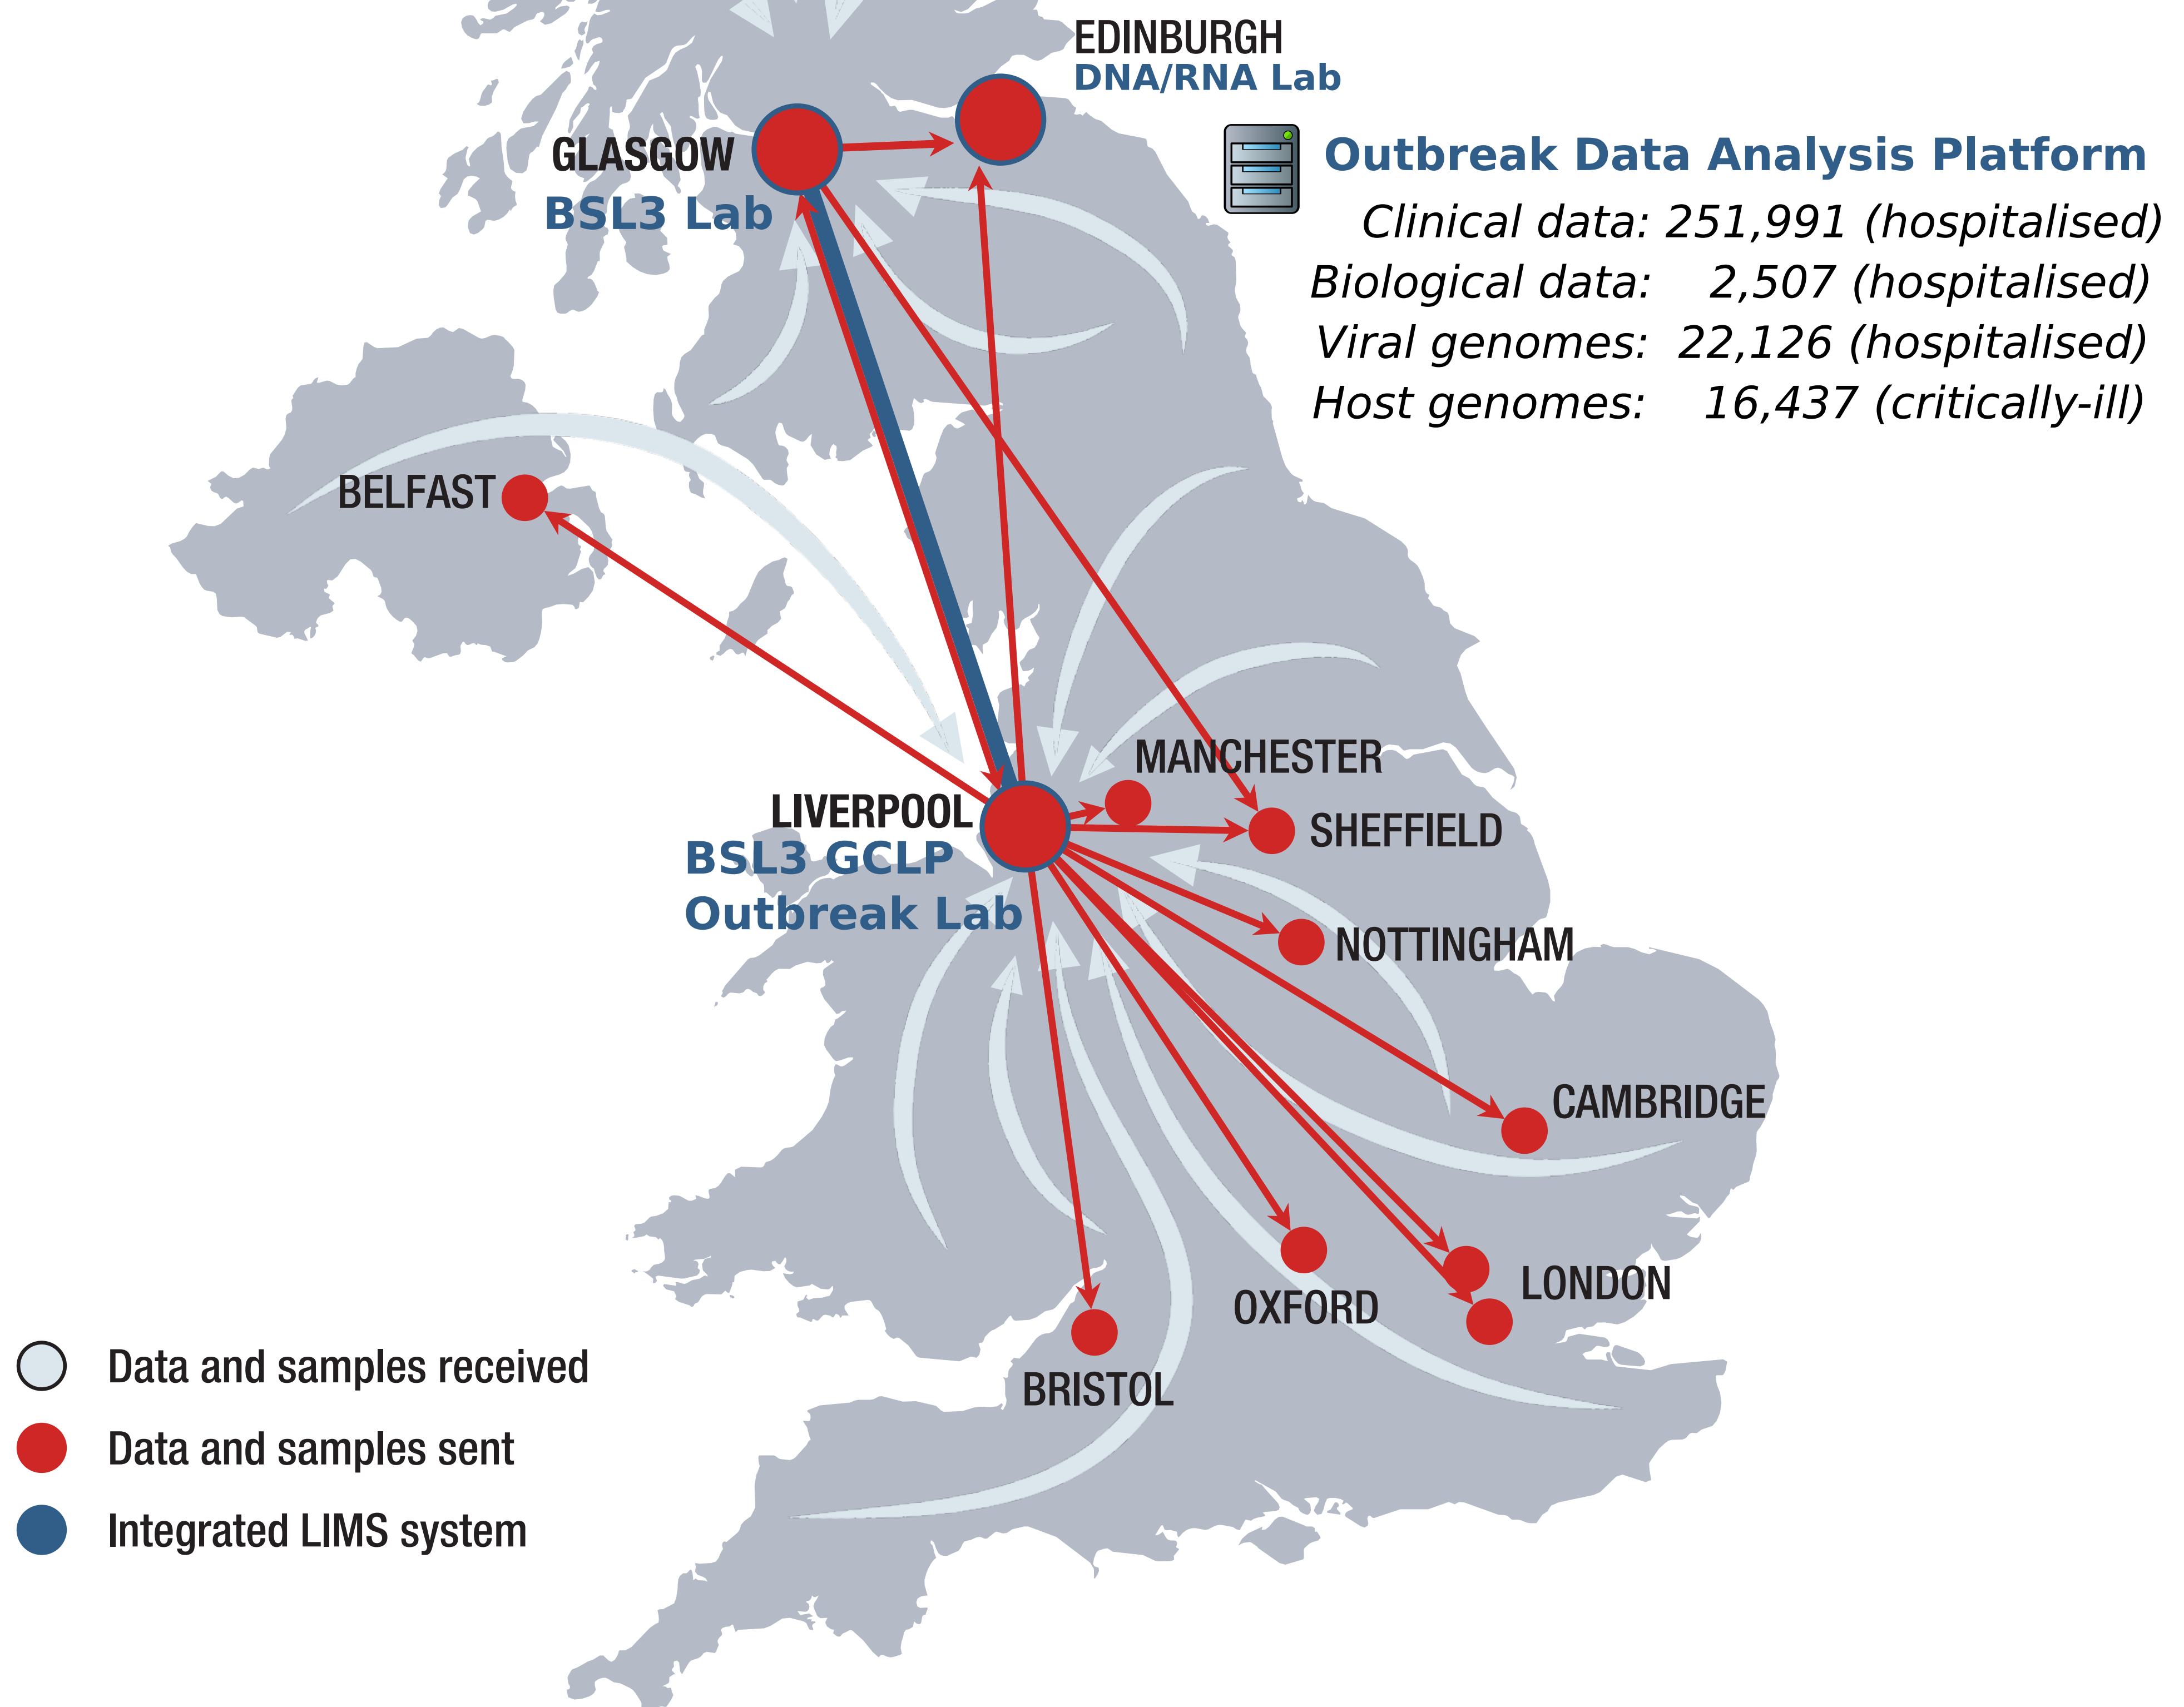 EDINBURGH
DNA/RNA Lab
GLASGOW
BSL3 Lab
Outbreak Data Analysis Platform
Clinical data: 251,991 (hospitalised)
Biological data: 2,507 (hospitalised)
Viral genomes: 22,126 (hospitalised)
Host genomes: 16,437 (critically-ill)
BELFAST
MANCHESTER
LIVERPOOL
BSL3 GCLP
Outbreak Lab
SHEFFIELD
NOTTINGHAM
CAMBRIDGE
LONDON
OXFORD
BRISTOL
Data and samples received
Data and samples sent
Integrated LIMS system